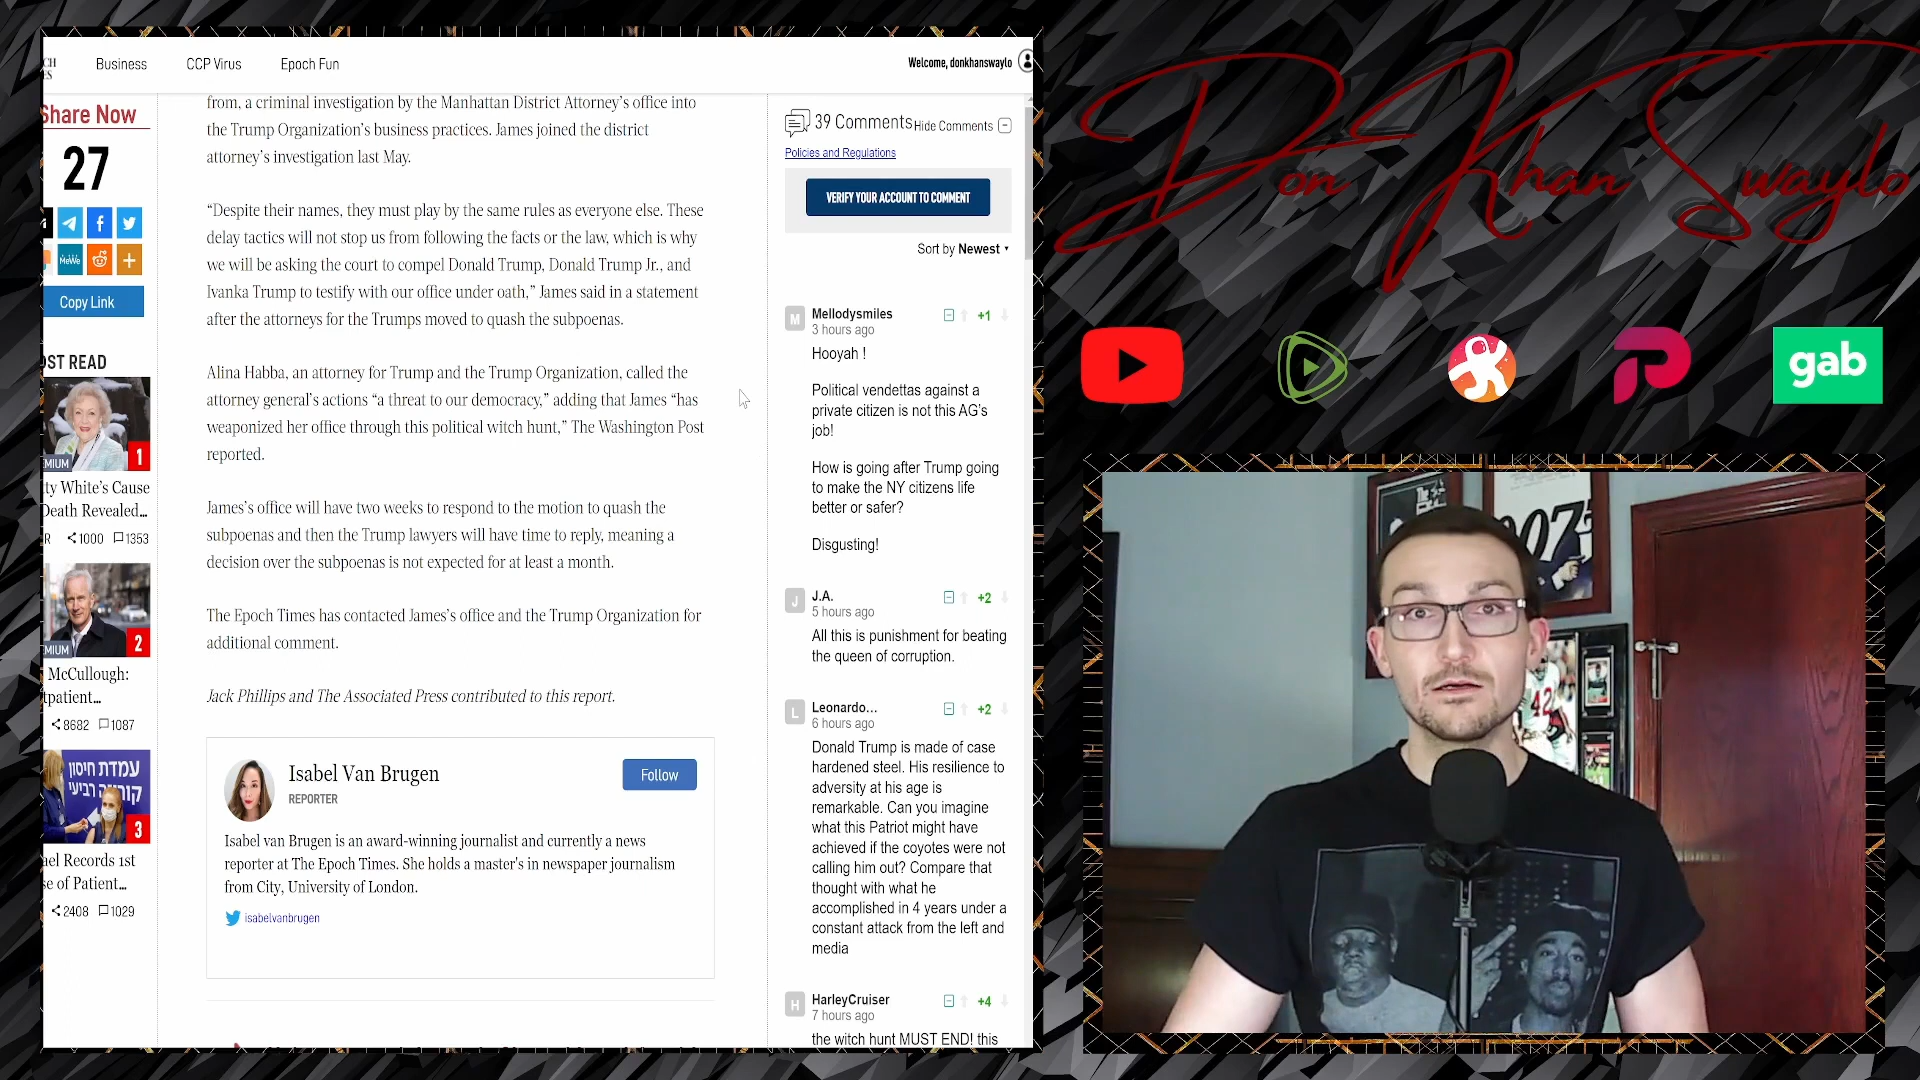 Business
CCP Virus
Epoch Fun
Welcome, donkhanswaylo
Share Now
27
MeWe
Copy Link
OST READ
MIUM
1
ty White's Cause
Death Revealed...
R
1000
1353
MIUM
2
McCullough:
tpatient...
8682
1087
עמדת חיסון
קורונה רביעי
3
ael Records 1st
se of Patient...
2408
1029
from, a criminal investigation by the Manhattan District Attorney's office into
the Trump Organization's business practices. James joined the district
attorney's investigation last May.
“Despite their names, they must play by the same rules as everyone else. These
delay tactics will not stop us from following the facts or the law, which is why
we will be asking the court to compel Donald Trump, Donald Trump Jr., and
Ivanka Trump to testify with our office under oath,” James said in a statement
after the attorneys for the Trumps moved to quash the subpoenas.
Alina Habba, an attorney for Trump and the Trump Organization, called the
attorney general's actions “a threat to our democracy,” adding that James “has
weaponized her office through this political witch hunt,” The Washington Post
reported.
James's office will have two weeks to respond to the motion to quash the
subpoenas and then the Trump lawyers will have time to reply, meaning a
decision over the subpoenas is not expected for at least a month.
The Epoch Times has contacted James's office and the Trump Organization for
additional comment.
Jack Phillips and The Associated Press contributed to this report.
Isabel Van Brugen
REPORTER
Follow
Isabel van Brugen is an award-winning journalist and currently a news
reporter at The Epoch Times. She holds a master's in newspaper journalism
from City, University of London.
isabelvanbrugen
39 Comments
Hide Comments
Policies and Regulations
VERIFY YOUR ACCOUNT TO COMMENT
Sort by Newest
M
Mellodysmiles
+1
3 hours ago
Hooyah !
Political vendettas against a
private citizen is not this AG's
job!
How is going after Trump going
to make the NY citizens life
better or safer?
Disgusting!
J
J.A.
+2
5 hours ago
All this is punishment for beating
the queen of corruption.
L
Leonardo...
+2
6 hours ago
Donald Trump is made of case
hardened steel. His resilience to
adversity at his age is
remarkable. Can you imagine
what this Patriot might have
achieved if the coyotes were not
calling him out? Compare that
thought with what he
accomplished in 4 years under a
constant attack from the left and
media
H
HarleyCruiser
+4
7 hours ago
the witch hunt MUST END! this
Don Khan Swaylo
gab
007
42